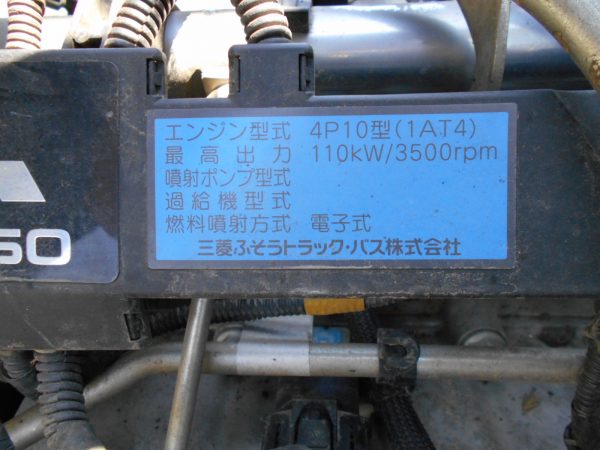 エンジン型式 4P10型(1AT4)
最高出力 110kW/3500rpm
噴射ポンプ型式
過給機型式
燃料噴射方式 電子式
三菱ふそうトラック・バス株式会社